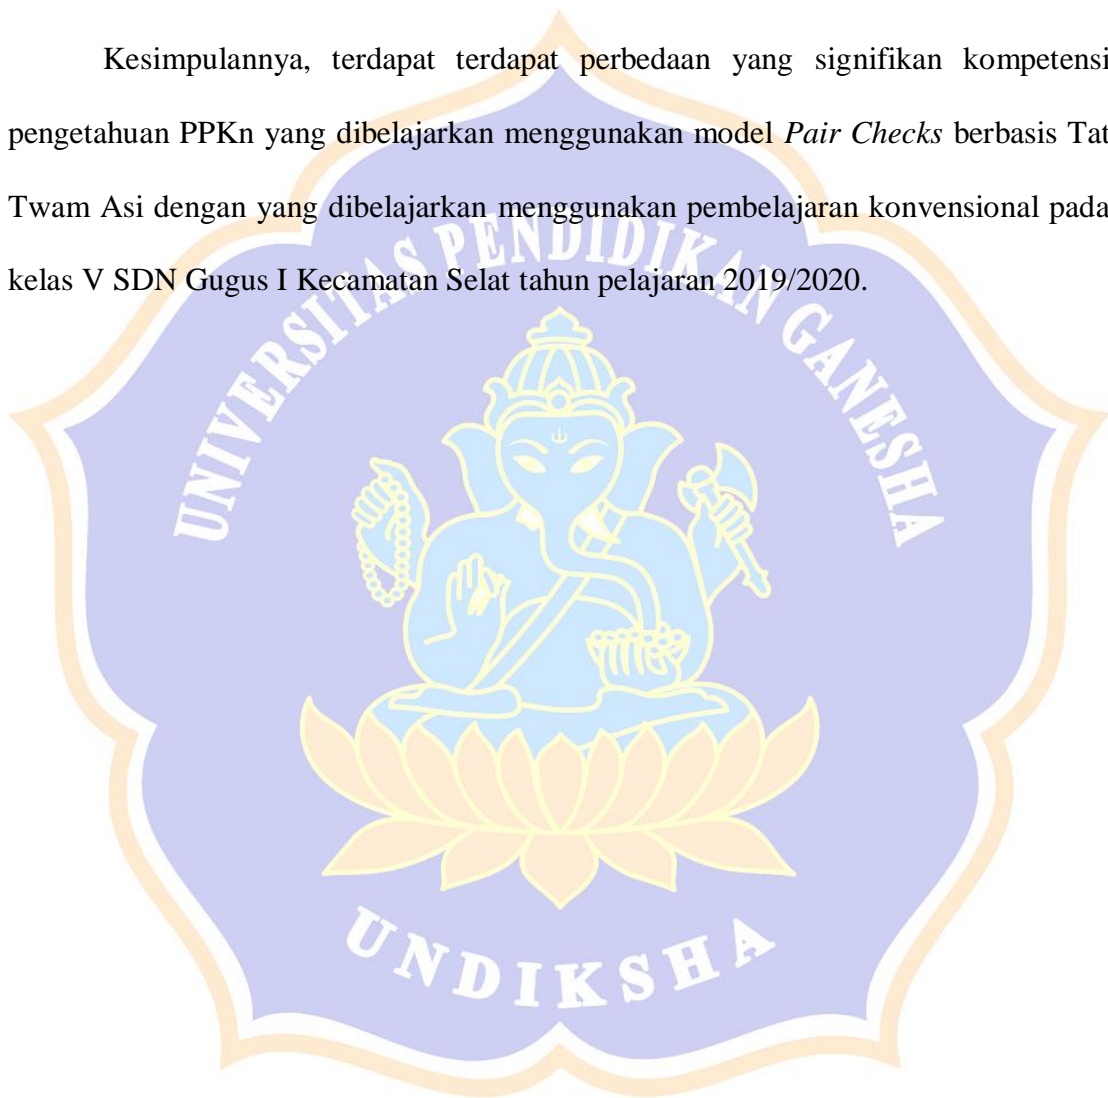 Kesimpulannya, terdapat terdapat perbedaan yang signifikan kompetensi
pengetahuan PPKn yang dibelajarkan menggunakan model Pair Checks berbasis Tat
Twam Asi dengan yang dibelajarkan menggunakan pembelajaran konvensional pada
kelas V SDN Gugus I Kecamatan Selat tahun pelajaran 2019/2020.
UNIVERSITAS PENDIDIKAN GANESHA
UNDIKSHA